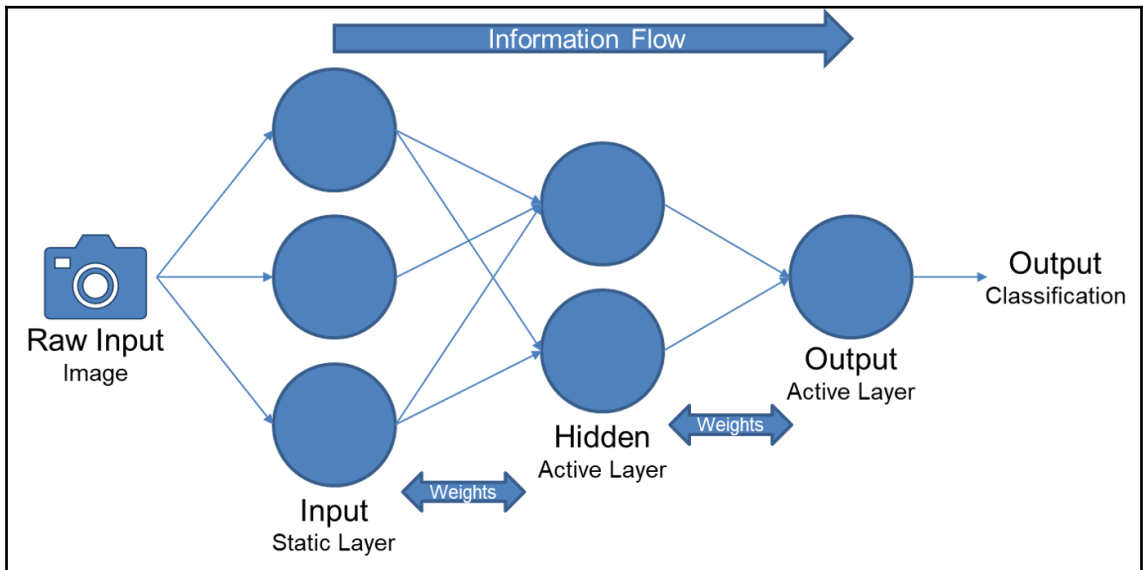 Information Flow
Raw Input
Image
Input
Static Layer
Weights
Hidden
Active Layer
Weights
Output
Active Layer
Output
Classification